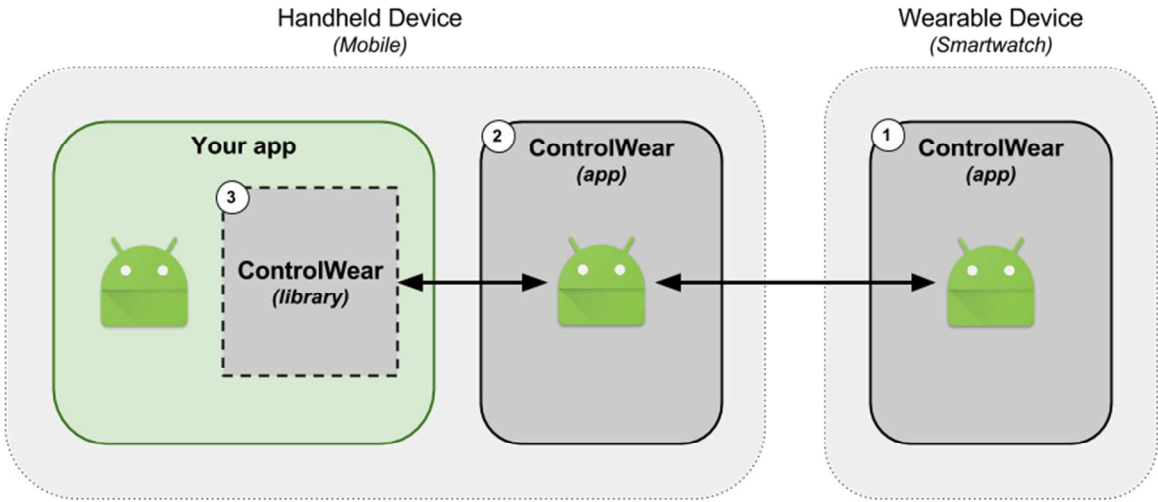 Handheld Device
(Mobile)
Wearable Device
(Smartwatch)
Your app
3
ControlWear
(library)
2
ControlWear
(app)
1
ControlWear
(app)